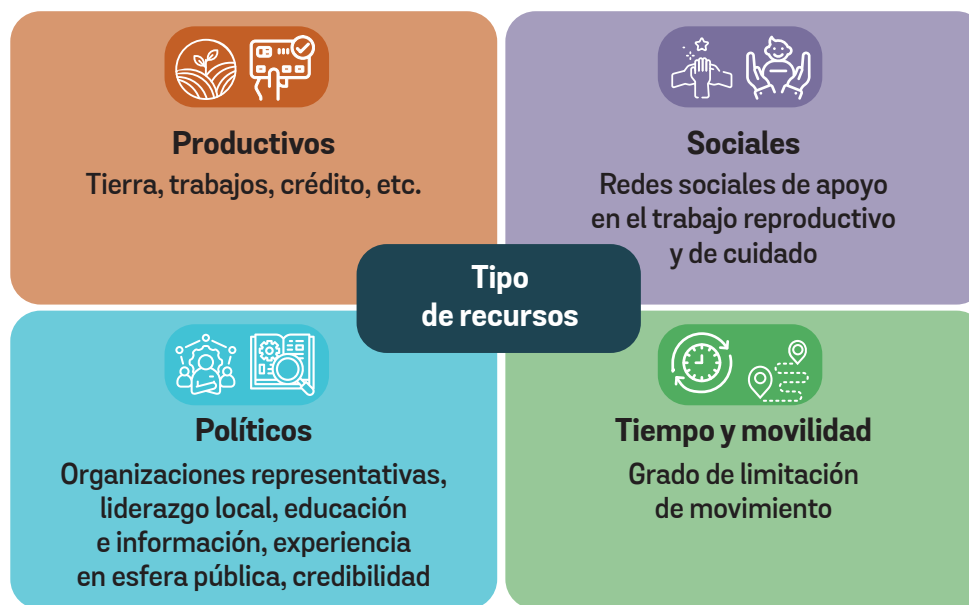 Productivos
Tierra, trabajos, crédito, etc.
Sociales
Redes sociales de apoyo
en el trabajo reproductivo
y de cuidado
Tipo
de recursos
Políticos
Organizaciones representativas,
liderazgo local, educación
e información, experiencia
en esfera pública, credibilidad
Tiempo y movilidad
Grado de limitación
de movimiento